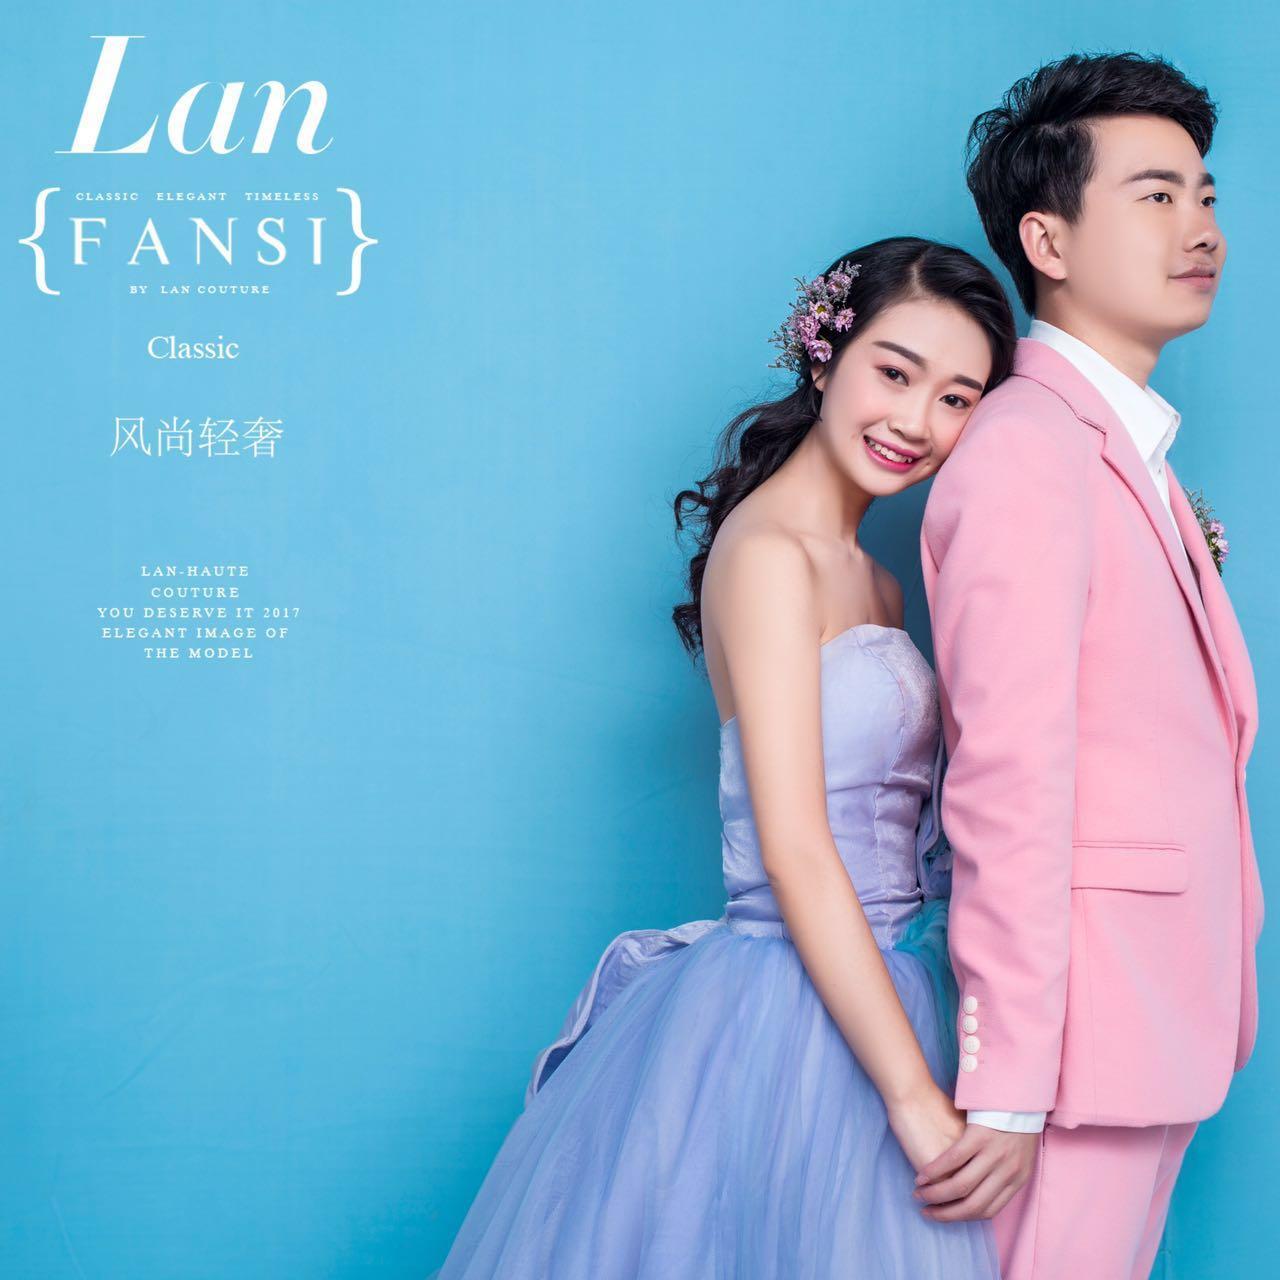 Lan
CLASSIC ELEGANT TIMELESS
{FANSI}
BY LAN COUTURE
Classic
风尚轻奢
LAN-HAUTE
COUTURE
YOU DESERVE IT 2017
ELEGANT IMAGE OF
THE MODEL